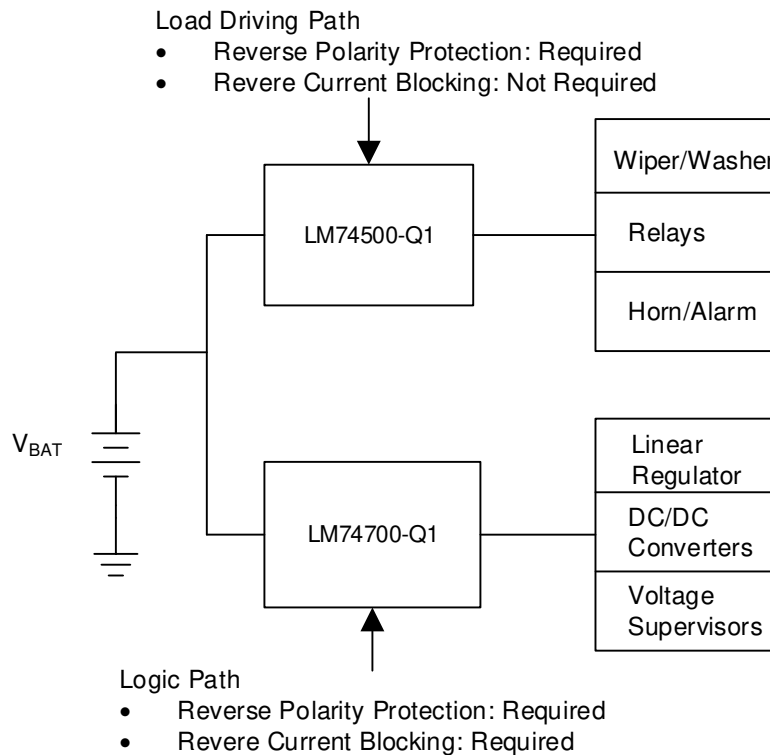 Load Driving Path
• Reverse Polarity Protection: Required
• Revere Current Blocking: Not Required
Wiper/Washer
LM74500-Q1
Relays
Horn/Alarm
VBAT
Linear
Regulator
LM74700-Q1
DC/DC
Converters
Voltage
Supervisors
Logic Path
• Reverse Polarity Protection: Required
• Revere Current Blocking: Required